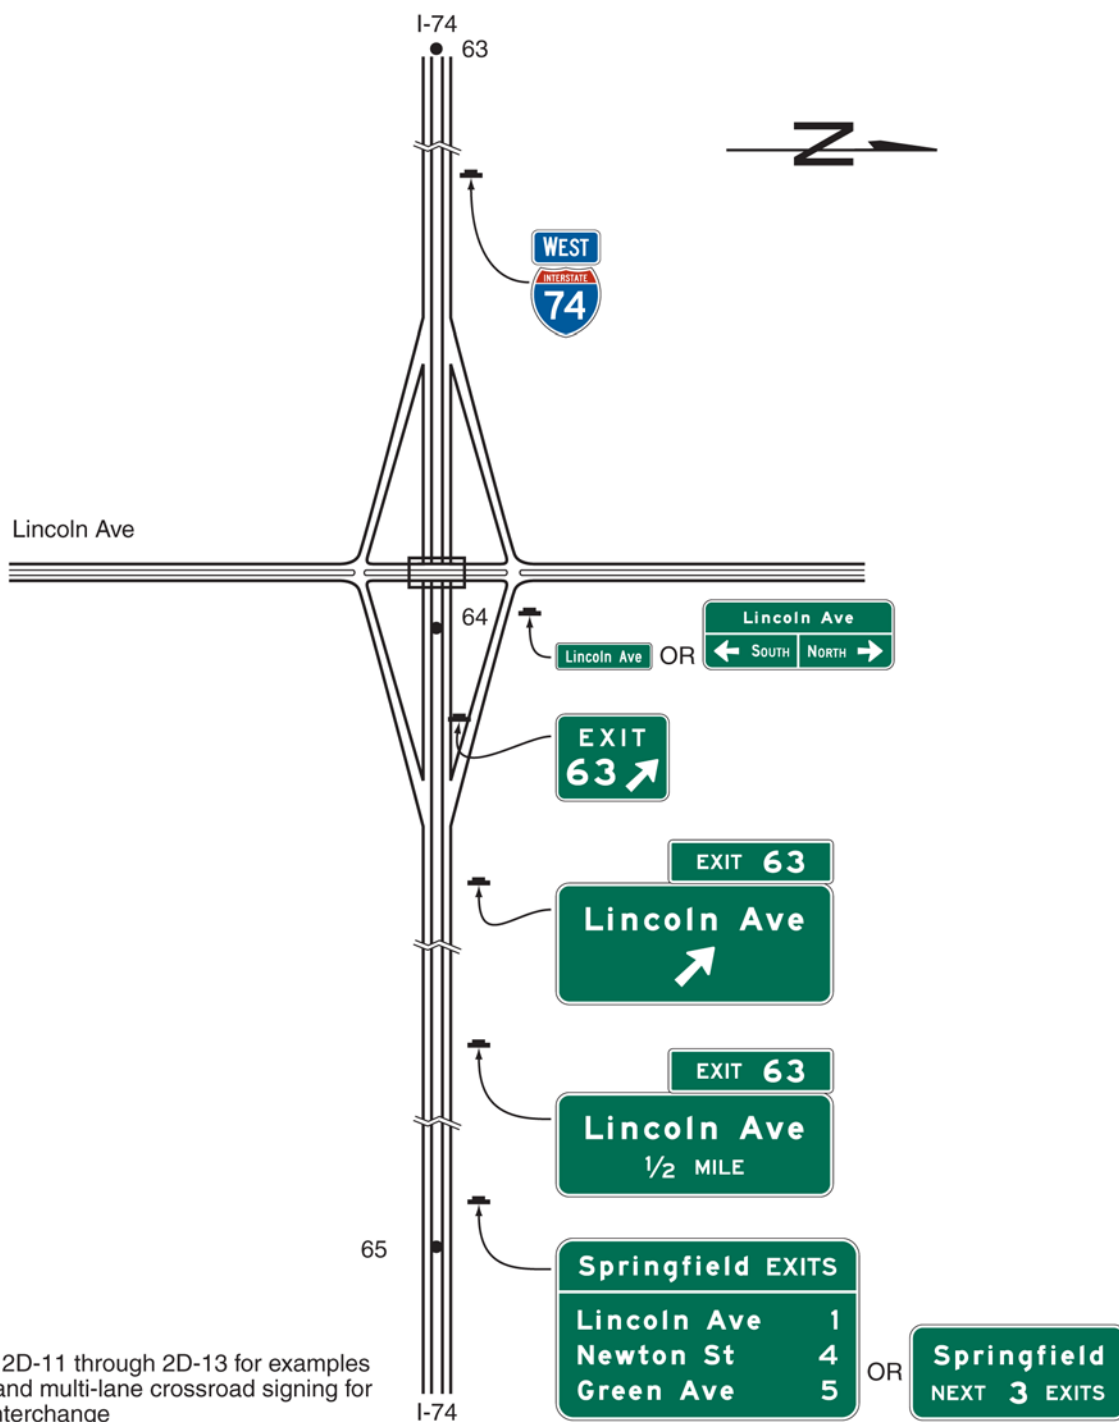 I-74
63
N
WEST
INTERSTATE
74
Lincoln Ave
64
Lincoln Ave
OR
Lincoln Ave
SOUTH NORTH
EXIT
63
EXIT 63
Lincoln Ave
EXIT 63
Lincoln Ave
1/2 MILE
65
Springfield EXITS
Lincoln Ave 1
Newton St 4
Green Ave 5
OR
Springfield
NEXT 3 EXITS
2D-11 through 2D-13 for examples
and multi-lane crossroad signing for
nterchange
I-74